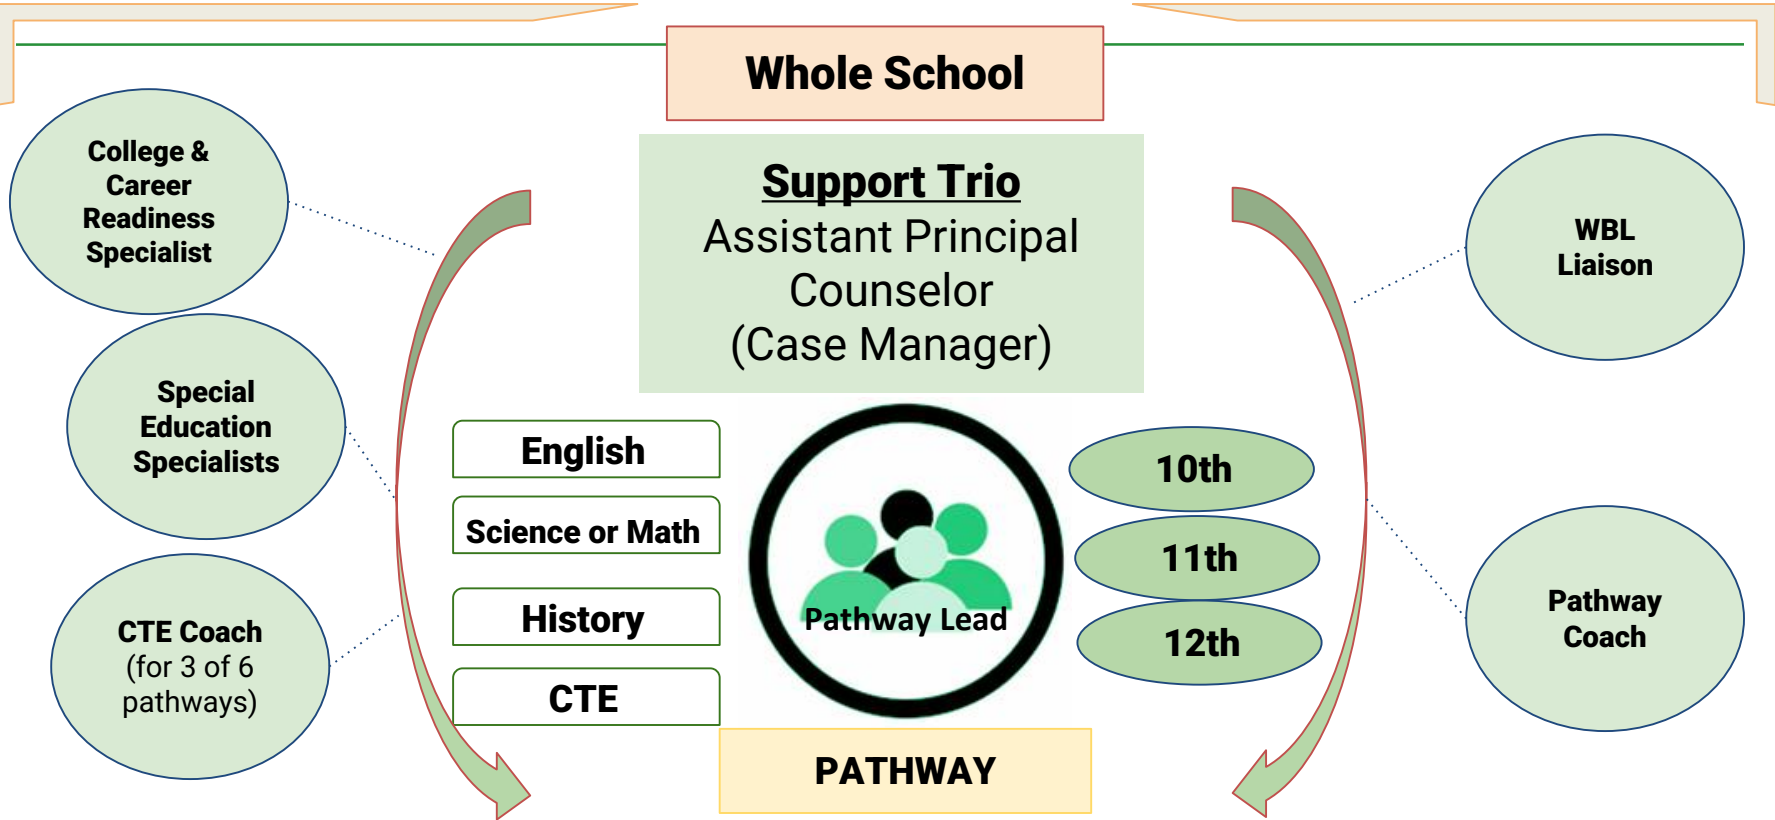 Whole School
College &
Career
Readiness
Specialist
Support Trio
Assistant Principal
Counselor
(Case Manager)
WBL
Liaison
Special
Education
Specialists
English
Science or Math
History
CTE
Pathway Lead
10th
11th
12th
CTE Coach
(for 3 of 6
pathways)
Pathway
Coach
PATHWAY